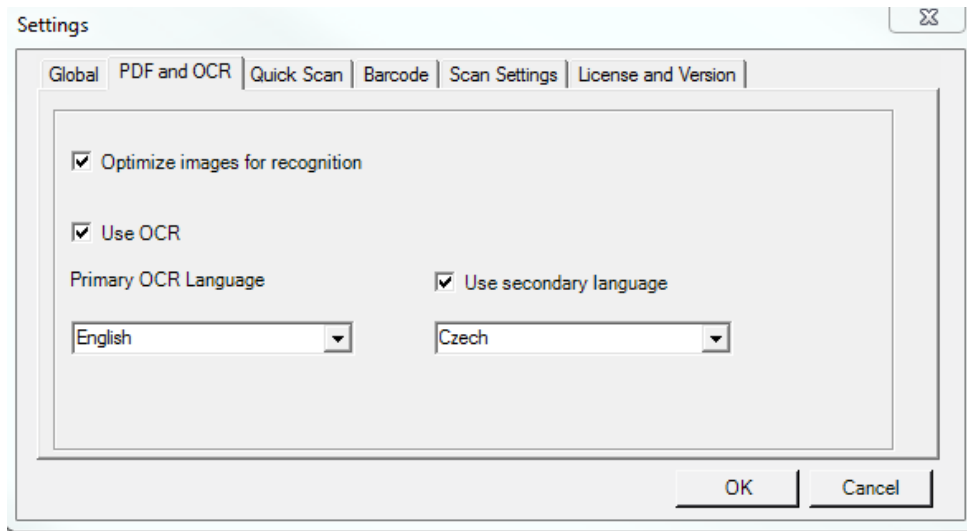 Settings
Global PDF and OCR Quick Scan Barcode Scan Settings License and Version
Optimize images for recognition
Use OCR
Primary OCR Language Use secondary language
English Czech
OK Cancel